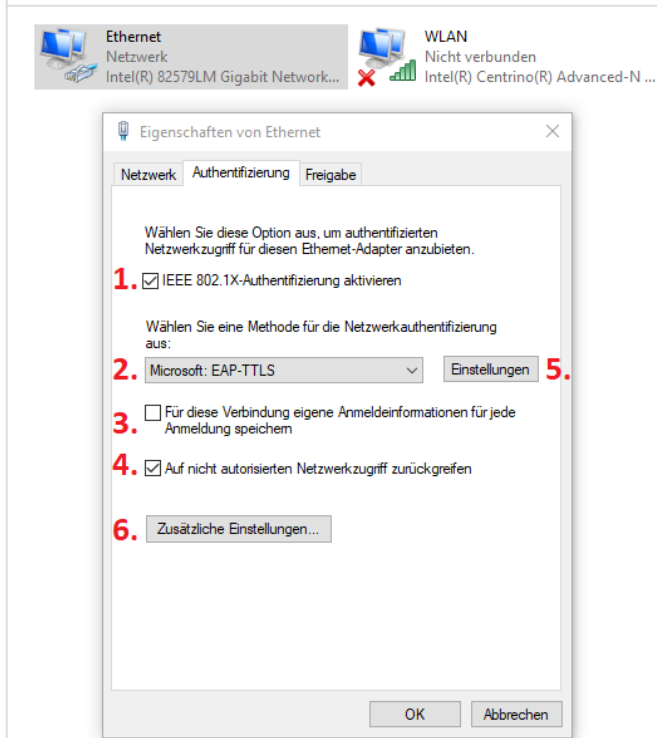 Ethernet
Netzwerk
Intel(R) 82579LM Gigabit Network...
WLAN
Nicht verbunden
Intel(R) Centrino(R) Advanced-N ...
Eigenschaften von Ethernet
Netzwerk Authentifizierung Freigabe
Wählen Sie diese Option aus, um authentifizierten
Netzwerkzugriff für diesen Ethernet-Adapter anzubieten.
1. IEEE 802.1X-Authentifizierung aktivieren
Wählen Sie eine Methode für die Netzwerkauthentifizierung
aus:
2. Microsoft: EAP-TTLS Einstellungen 5.
3. Für diese Verbindung eigene Anmeldeinformationen für jede
Anmeldung speichern
4. Auf nicht autorisierten Netzwerkzugriff zurückgreifen
6. Zusätzliche Einstellungen...
OK Abbrechen